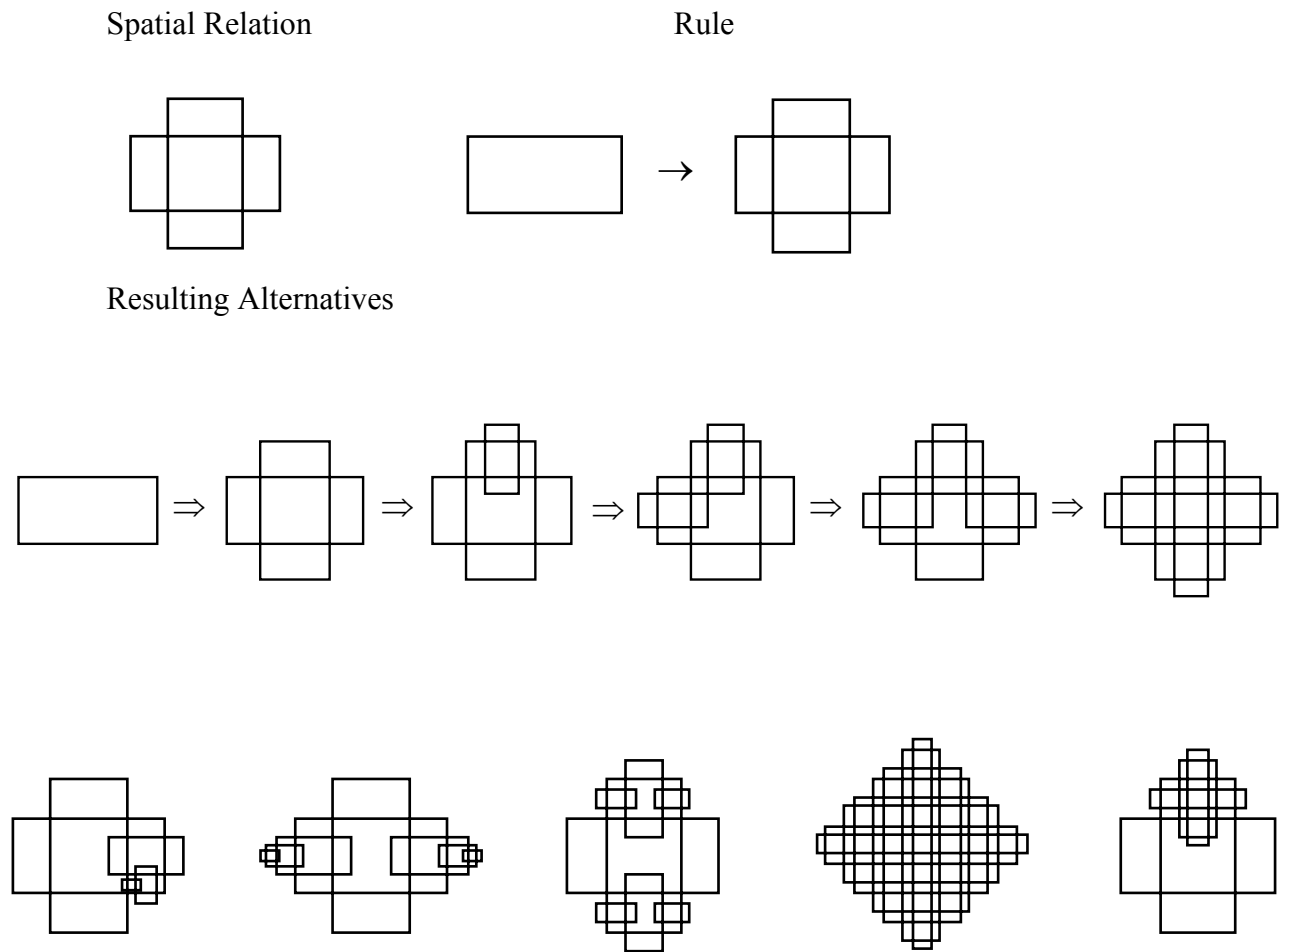 Spatial Relation
Rule
→
Resulting Alternatives
⇒ ⇒ ⇒ ⇒ ⇒